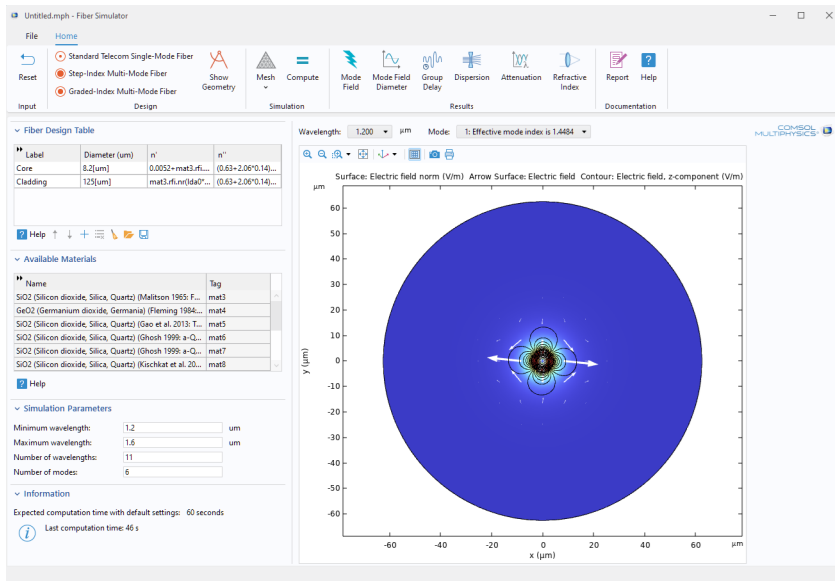 Untitled.mph - Fiber Simulator
File Home
Reset
Input
Standard Telecom Single-Mode Fiber
Step-Index Multi-Mode Fiber
Graded-Index Multi-Mode Fiber
Show Geometry
Design
Mesh
Compute
Simulation
Mode Field
Mode Field Diameter
Group Delay
Dispersion
Attenuation
Refractive Index
Results
Report
Help
Documentation
Fiber Design Table
Label Diameter (um) n' n''
Core 8.2[um] 0.0052+mat3.rfi.... (0.63+2.06*0.14)...
Cladding 125[um] mat3.rfi.nr(lda0*... (0.63+2.06*0.14)...
Help
Available Materials
Name Tag
SiO2 (Silicon dioxide, Silica, Quartz) (Malitson 1965: F... mat3
GeO2 (Germanium dioxide, Germania) (Fleming 1984:... mat4
SiO2 (Silicon dioxide, Silica, Quartz) (Gao et al. 2013: T... mat5
SiO2 (Silicon dioxide, Silica, Quartz) (Ghosh 1999: a-Q... mat6
SiO2 (Silicon dioxide, Silica, Quartz) (Ghosh 1999: a-Q... mat7
SiO2 (Silicon dioxide, Silica, Quartz) (Kischkat et al. 20... mat8
Help
Simulation Parameters
Minimum wavelength: 1.2 um
Maximum wavelength: 1.6 um
Number of wavelengths: 11
Number of modes: 6
Information
Expected computation time with default settings: 60 seconds
Last computation time: 46 s
Wavelength: 1.200 µm Mode: 1: Effective mode index is 1.4484
COMSOL
MULTIPHYSICS
Surface: Electric field norm (V/m) Arrow Surface: Electric field Contour: Electric field, z-component (V/m)
µm
60
50
40
30
20
10
0
-10
-20
-30
-40
-50
-60
y (µm)
-60 -40 -20 0 20 40 60 µm
x (µm)